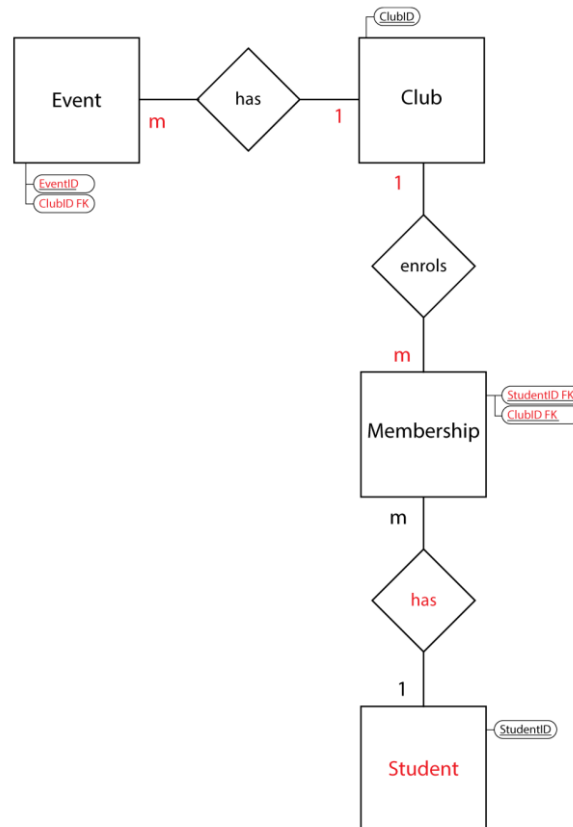 ClubID
Event
has
Club
m
1
EventID
ClubID FK
1
enrols
m
Membership
StudentID FK
ClubID FK
m
has
1
Student
StudentID